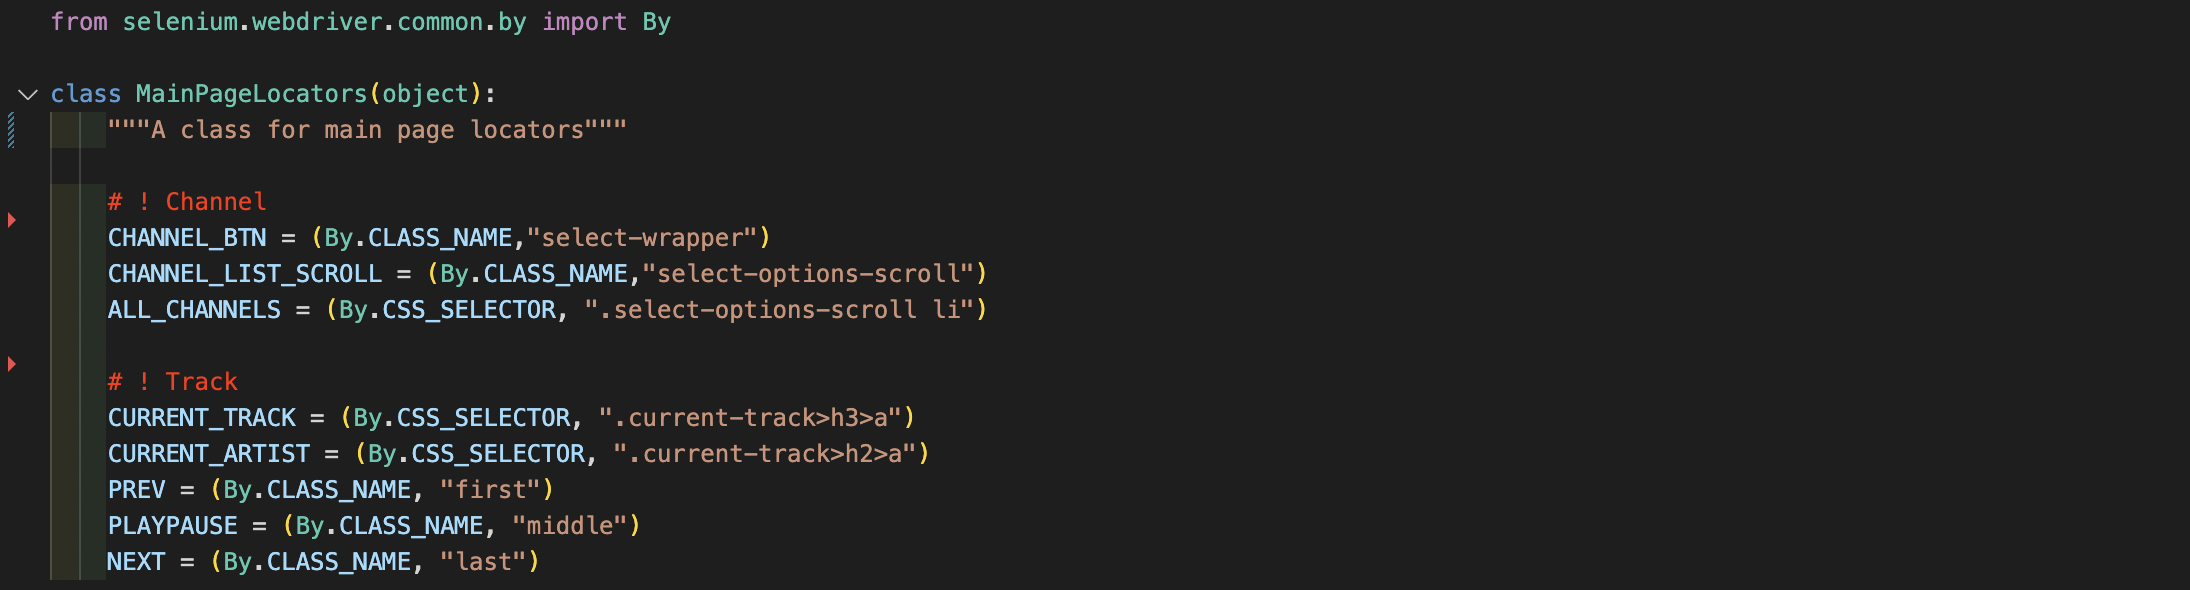 from selenium.webdriver.common.by import By
class MainPageLocators(object):
"""A class for main page locators"""
# ! Channel
CHANNEL_BTN = (By.CLASS_NAME,"select-wrapper")
CHANNEL_LIST_SCROLL = (By.CLASS_NAME,"select-options-scroll")
ALL_CHANNELS = (By.CSS_SELECTOR, ".select-options-scroll li")
# ! Track
CURRENT_TRACK = (By.CSS_SELECTOR, ".current-track>h3>a")
CURRENT_ARTIST = (By.CSS_SELECTOR, ".current-track>h2>a")
PREV = (By.CLASS_NAME, "first")
PLAYPAUSE = (By.CLASS_NAME, "middle")
NEXT = (By.CLASS_NAME, "last")